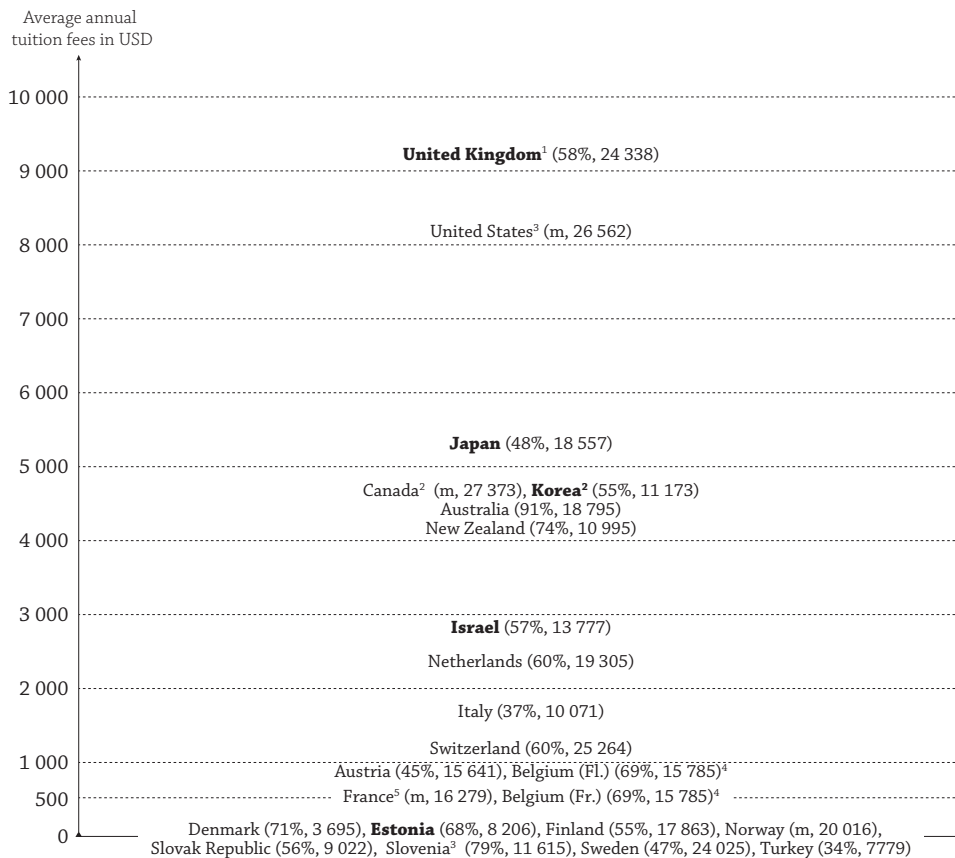 Average annual
tuition fees in USD
10 000
United Kingdom¹ (58%, 24 338)
9 000
United States³ (m, 26 562)
8 000
7 000
6 000
Japan (48%, 18 557)
5 000
Canada² (m, 27 373), Korea² (55%, 11 173)
Australia (91%, 18 795)
New Zealand (74%, 10 995)
4 000
3 000
Israel (57%, 13 777)
Netherlands (60%, 19 305)
2 000
Italy (37%, 10 071)
Switzerland (60%, 25 264)
1 000
Austria (45%, 15 641), Belgium (Fl.) (69%, 15 785)⁴
500
France⁵ (m, 16 279), Belgium (Fr.) (69%, 15 785)⁴
0
Denmark (71%, 3 695), Estonia (68%, 8 206), Finland (55%, 17 863), Norway (m, 20 016),
Slovak Republic (56%, 9 022), Slovenia³ (79%, 11 615), Sweden (47%, 24 025), Turkey (34%, 7779)